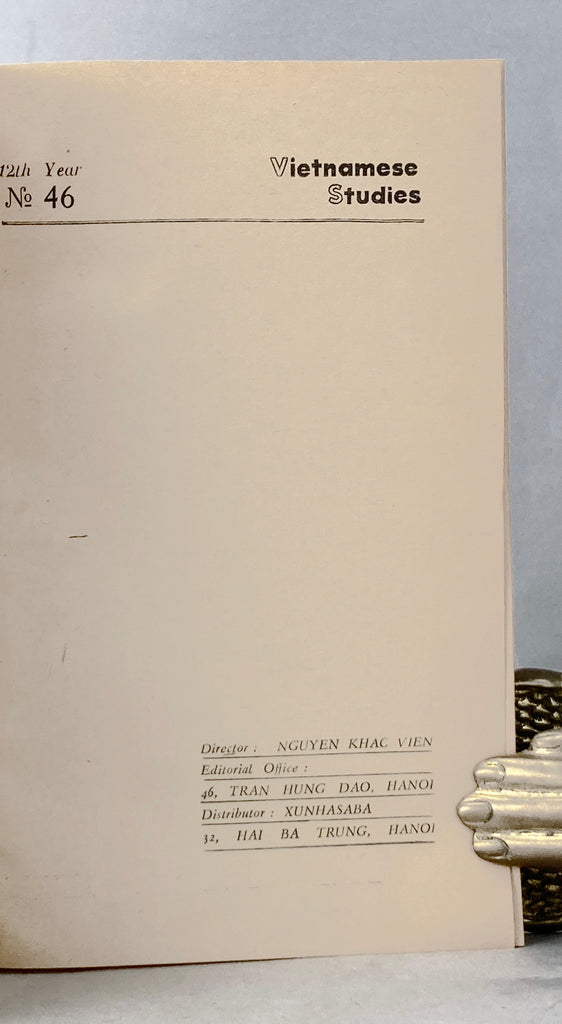 12th Year
№ 46
Vietnamese
Studies
Director : NGUYEN KHAC VIEN
Editorial Office :
46, TRAN HUNG DAO, HANOI
Distributor : XUNHASABA
32, HAI BA TRUNG, HANOI